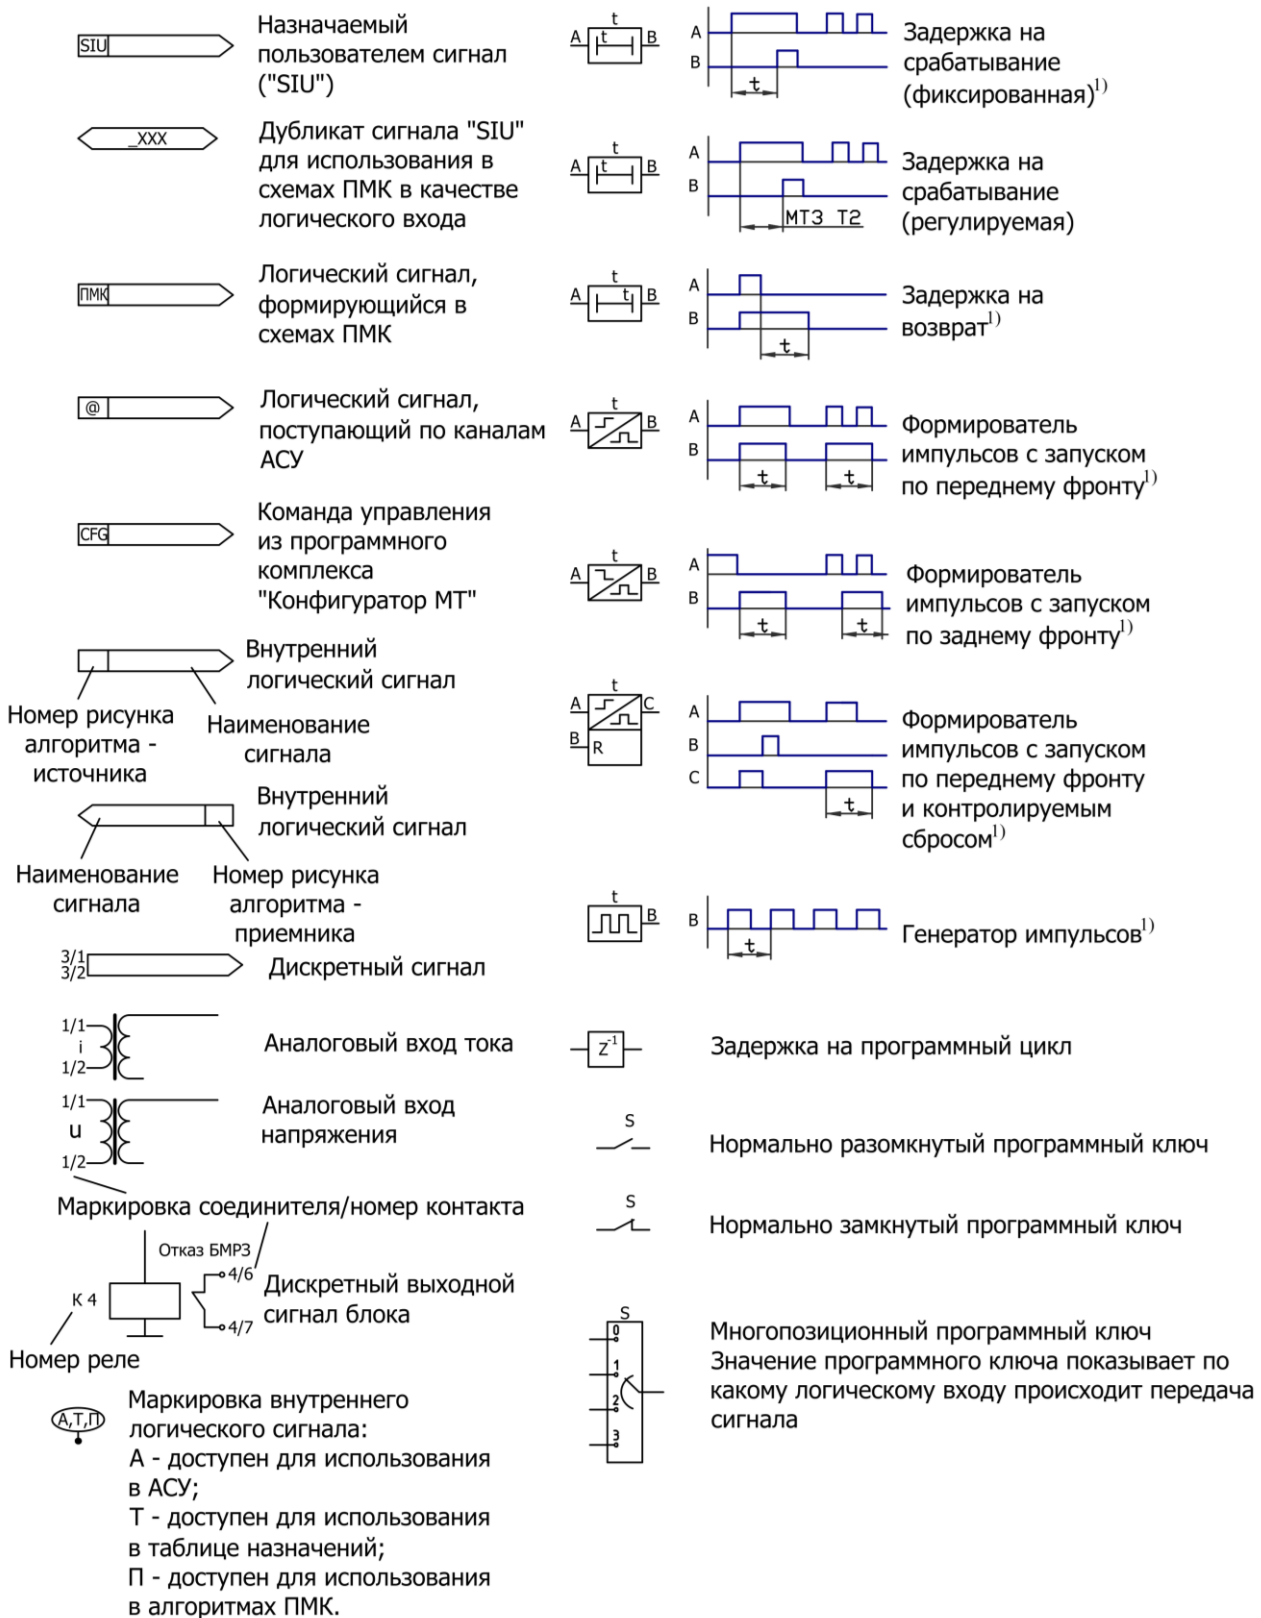 SIU
Назначаемый
пользователем сигнал
("SIU")
_XXX
Дубликат сигнала "SIU"
для использования в
схемах ПМК в качестве
логического входа
ПМК
Логический сигнал,
формирующийся в
схемах ПМК
@
Логический сигнал,
поступающий по каналам
АСУ
CFG
Команда управления
из программного
комплекса
"Конфигуратор МТ"
Внутренний
логический сигнал
Номер рисунка
алгоритма -
источника
Наименование
сигнала
Внутренний
логический сигнал
Наименование
сигнала
Номер рисунка
алгоритма -
приемника
3/1
3/2
Дискретный сигнал
1/1
i
1/2
Аналоговый вход тока
1/1
u
1/2
Аналоговый вход
напряжения
Маркировка соединителя/номер контакта
Отказ БМРЗ
К 4
4/6
4/7
Дискретный выходной
сигнал блока
Номер реле
А,Т,П
Маркировка внутреннего
логического сигнала:
А - доступен для использования
в АСУ;
Т - доступен для использования
в таблице назначений;
П - доступен для использования
в алгоритмах ПМК.
t
A t B
A
B
t
Задержка на
срабатывание
(фиксированная)1)
t
A t B
A
B
МТЗ Т2
Задержка на
срабатывание
(регулируемая)
t
A t B
A
B
t
Задержка на
возврат1)
t
A B
A
B
t t
Формирователь
импульсов с запуском
по переднему фронту1)
t
A B
A
B
t t
Формирователь
импульсов с запуском
по заднему фронту1)
t
A C
B R
A
B
C
t
Формирователь
импульсов с запуском
по переднему фронту
и контролируемым
сбросом1)
t
B
B
t
Генератор импульсов1)
Z-1
Задержка на программный цикл
S
Нормально разомкнутый программный ключ
S
Нормально замкнутый программный ключ
S
0
1
2
3
Многопозиционный программный ключ
Значение программного ключа показывает по
какому логическому входу происходит передача
сигнала